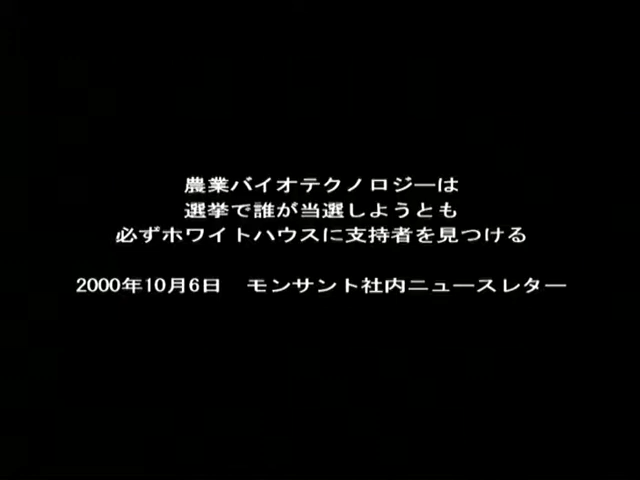 農業バイオテクノロジーは
選挙で誰が当選しようとも
必ずホワイトハウスに支持者を見つける
2000年10月6日　モンサント社内ニュースレター